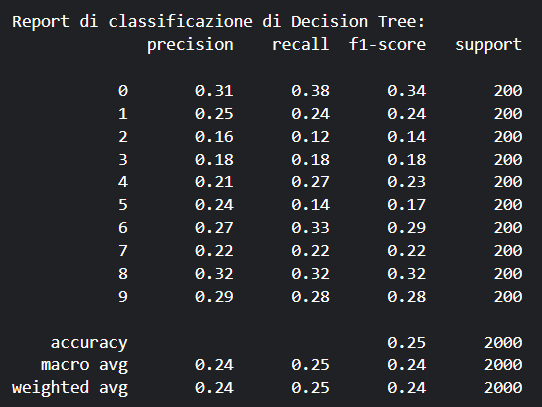 Report di classificazione di Decision Tree:
precision recall f1-score support
0 0.31 0.38 0.34 200
1 0.25 0.24 0.24 200
2 0.16 0.12 0.14 200
3 0.18 0.18 0.18 200
4 0.21 0.27 0.23 200
5 0.24 0.14 0.17 200
6 0.27 0.33 0.29 200
7 0.22 0.22 0.22 200
8 0.32 0.32 0.32 200
9 0.29 0.28 0.28 200
accuracy 0.25 2000
macro avg 0.24 0.25 0.24 2000
weighted avg 0.24 0.25 0.24 2000